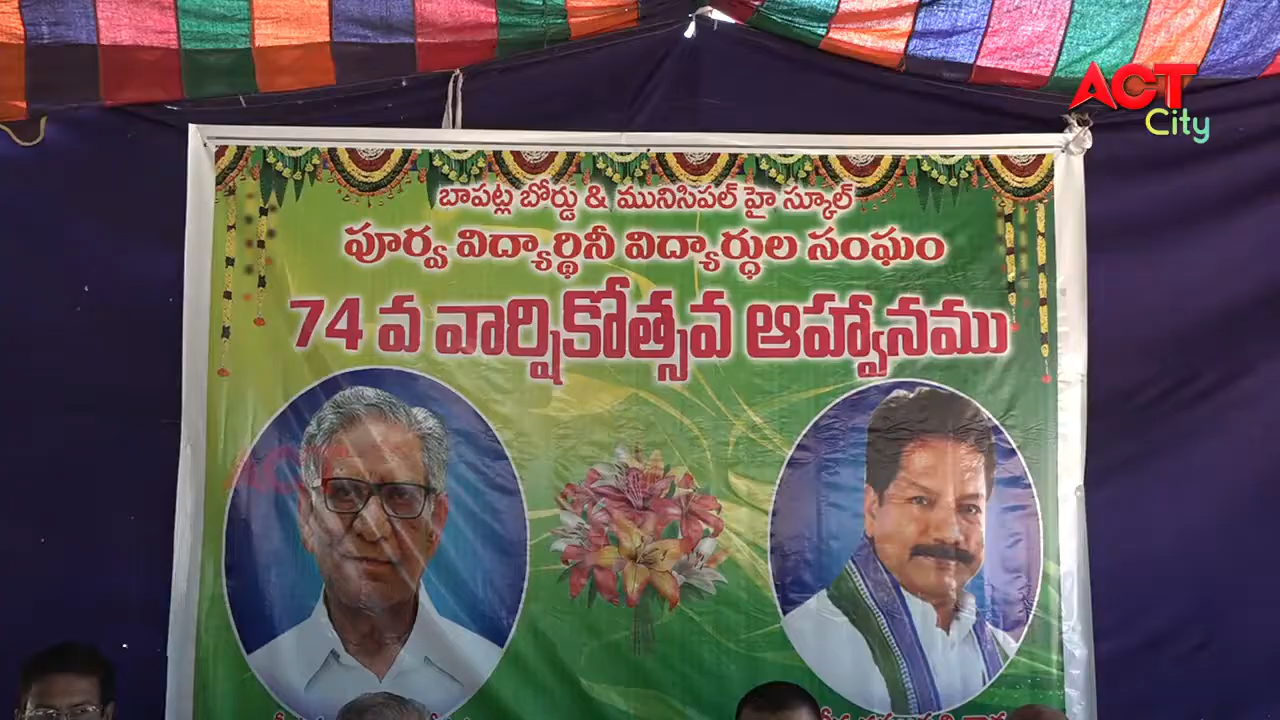 ACT
City
బాపట్ల బోర్డు & మునిసిపల్ హై స్కూల్
పూర్వ విద్యార్థినీ విద్యార్ధుల సంఘం
74 వ వార్షికోత్సవ ఆహ్వానము